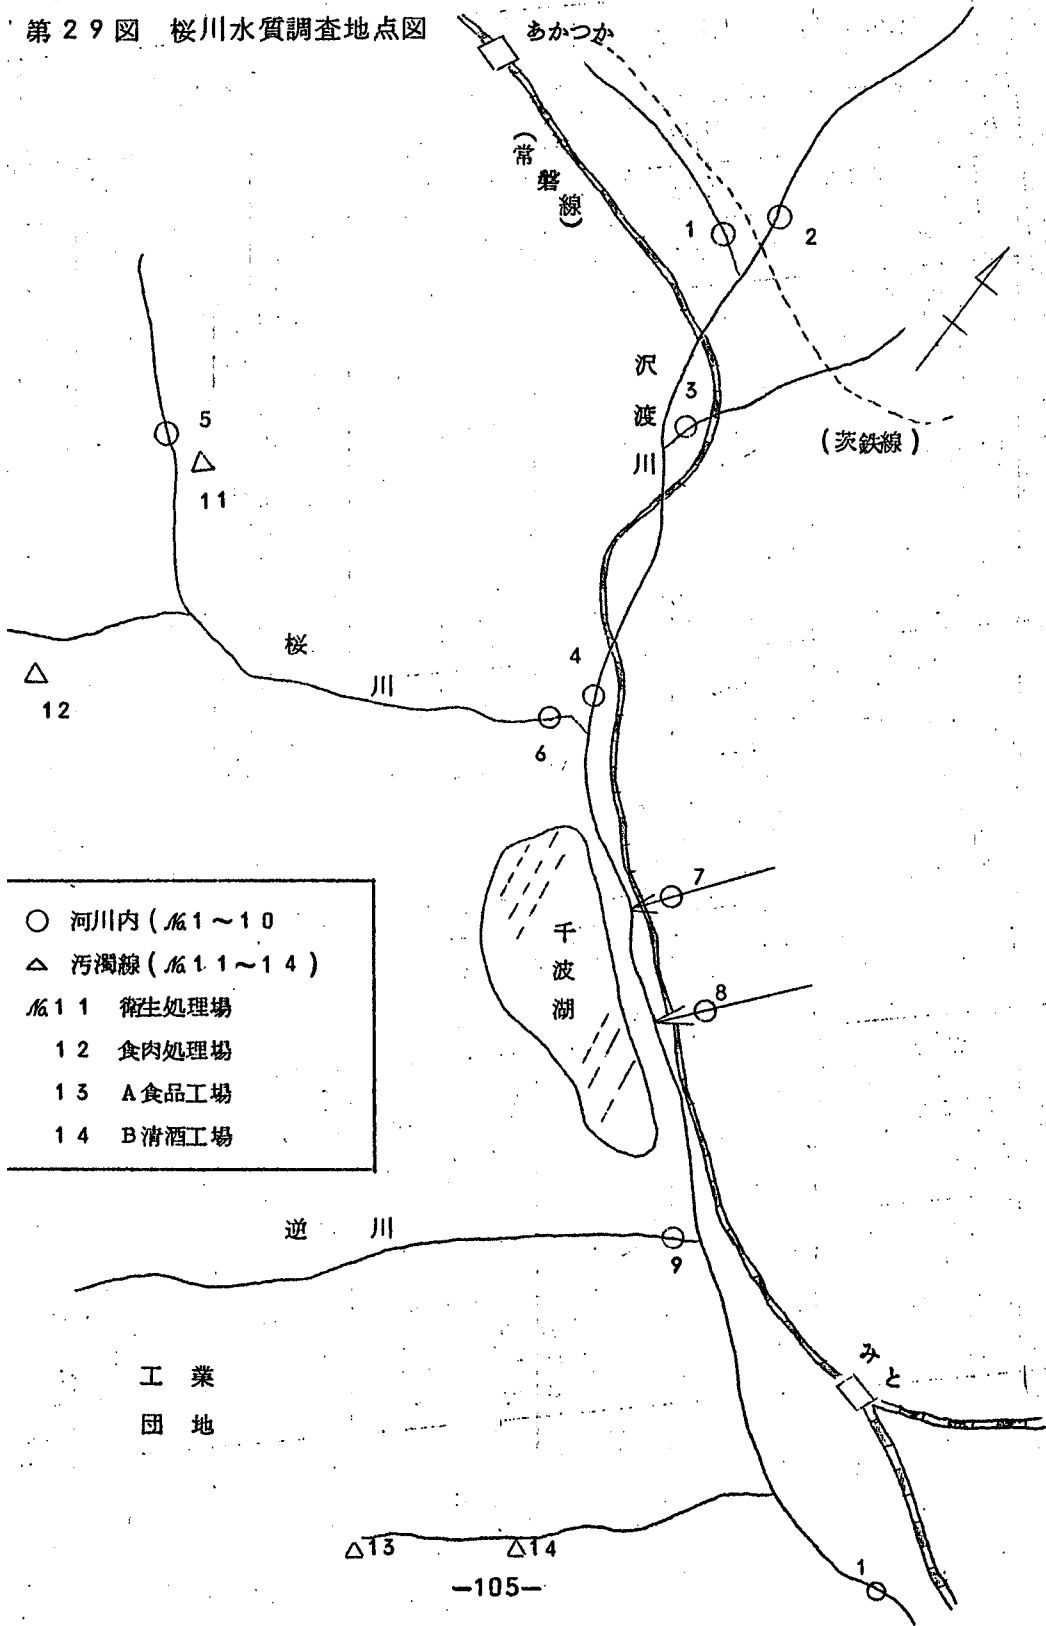 第29図 桜川水質調査地点図
あかつか
(常磐線)
1
2
沢渡川
3
(茨鉄線)
5
11
桜川
4
12
6
7
千波湖
8
○ 河川内(№1～10
△ 汚濁線(№11～14)
№11 衛生処理場
12 食肉処理場
13 A食品工場
14 B清酒工場
逆川
9
みと
工業
団地
13
14
1
-105-